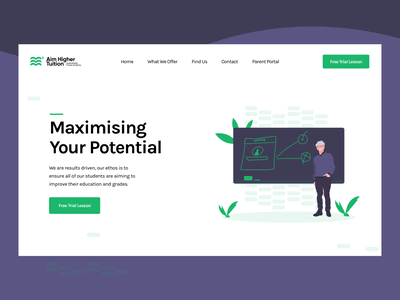 Aim Higher
Tuition
Home
What We Offer
Find Us
Contact
Parent Portal
Free Trial Lesson
Maximising
Your Potential
We are results driven, our ethos is to
ensure all of our students are aiming to
improve their education and grades.
Free Trial Lesson